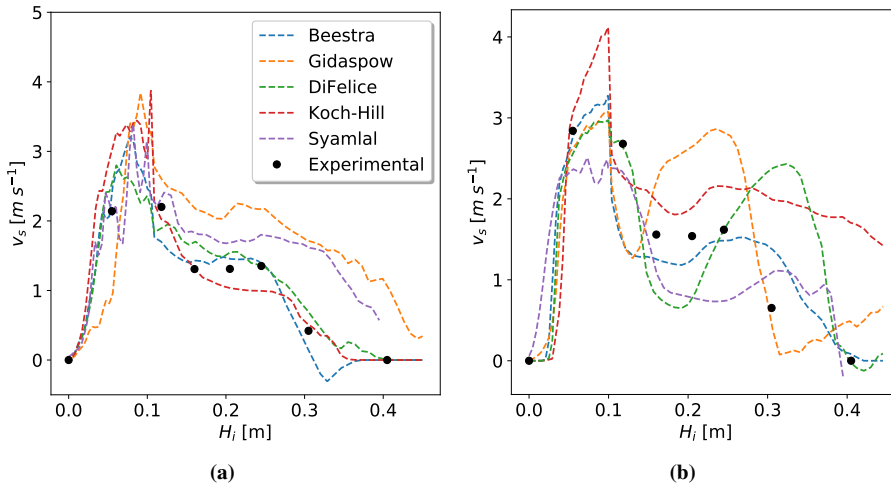 5
4
3
2
1
0
v_s [m s⁻¹]
Beestra
Gidaspow
DiFelice
Koch-Hill
Syamlal
Experimental
0.0 0.1 0.2 0.3 0.4
H_i [m]
(a)
4
3
2
1
0
v_s [m s⁻¹]
0.0 0.1 0.2 0.3 0.4
H_i [m]
(b)